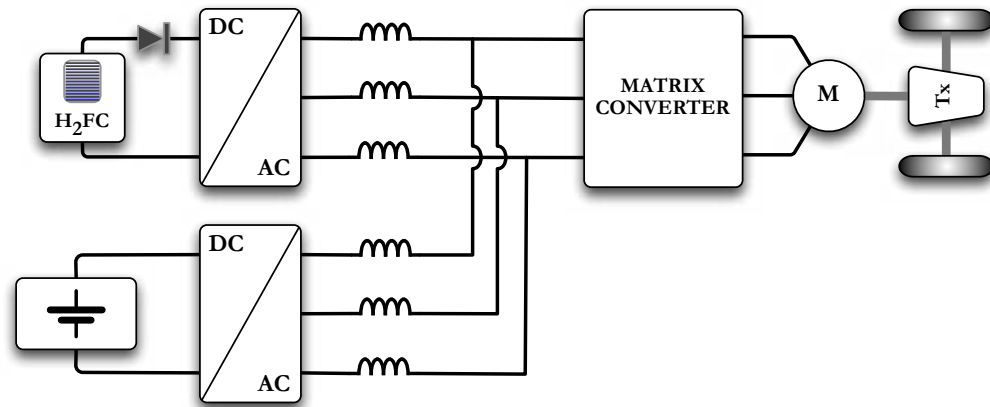 DC
AC
H2FC
MATRIX
CONVERTER
M
Tx
DC
AC